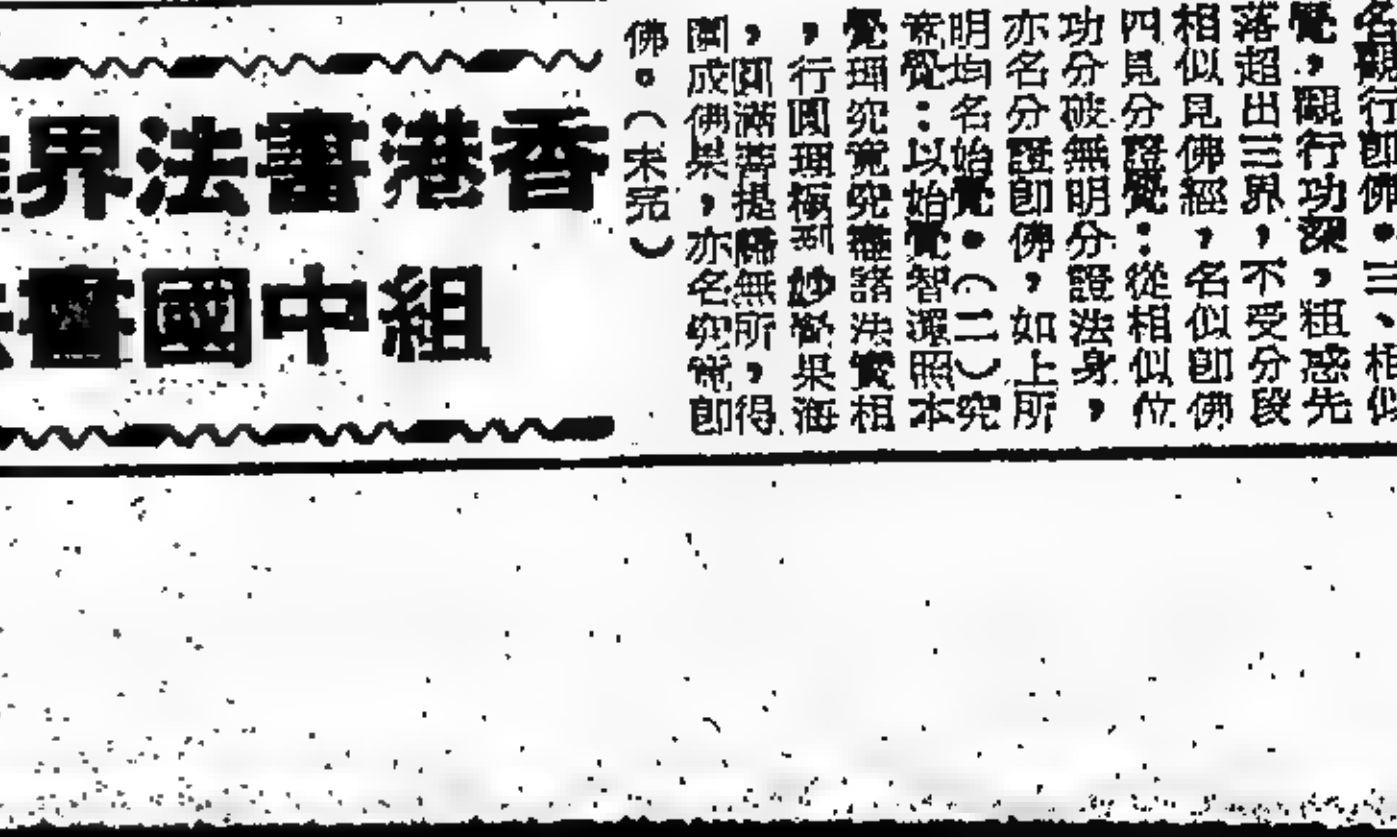 名觀行卽佛。三、相似
覺，觀行功深，粗惑先
落超出三界，不受分段
相似見佛經，名似卽佛
四見分證覺：從相似位
功分破無明分證法身，
亦名分證卽佛，如上所
明均名始覺。（二）究
竟覺：以始覺智還照本
覺理究竟究盡諸法實相
，行圓理極到妙覺果海
，圓滿菩提歸無所，得
圓成佛果，亦名究竟卽
佛。（未完）
香港書法界
組中國書